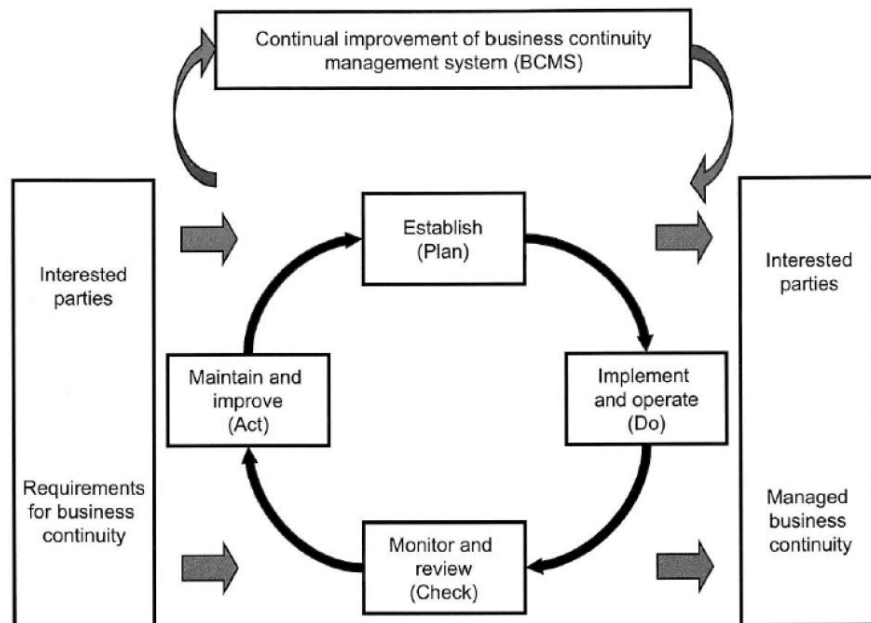 Continual improvement of business continuity
management system (BCMS)
Establish
(Plan)
Interested
parties
Interested
parties
Maintain and
improve
(Act)
Implement
and operate
(Do)
Requirements
for business
continuity
Managed
business
continuity
Monitor and
review
(Check)